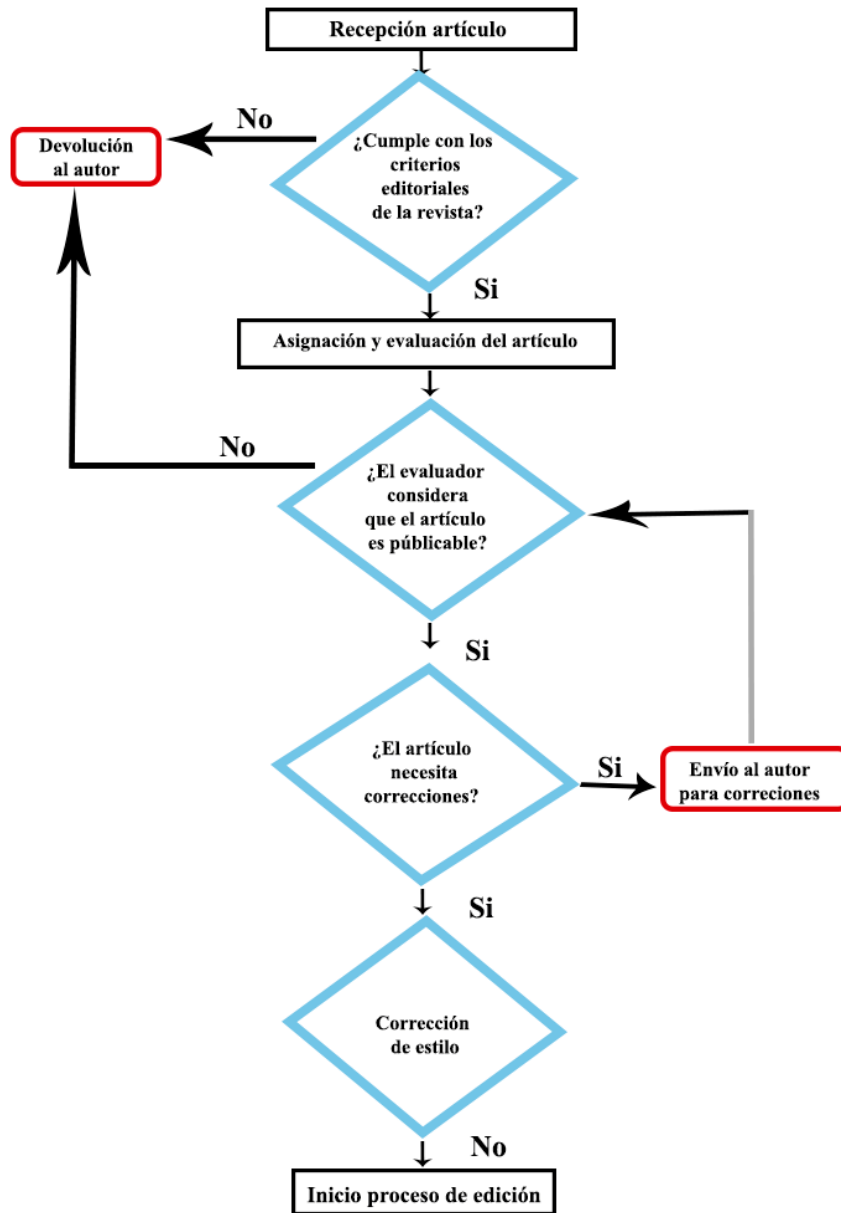 Recepción artículo
No
Devolución
al autor
¿Cumple con los
criterios
editoriales
de la revista?
Si
Asignación y evaluación del artículo
No
¿El evaluador
considera
que el artículo
es públicable?
Si
¿El artículo
necesita
correcciones?
Si
Envío al autor
para correciones
Si
Corrección
de estilo
No
Inicio proceso de edición